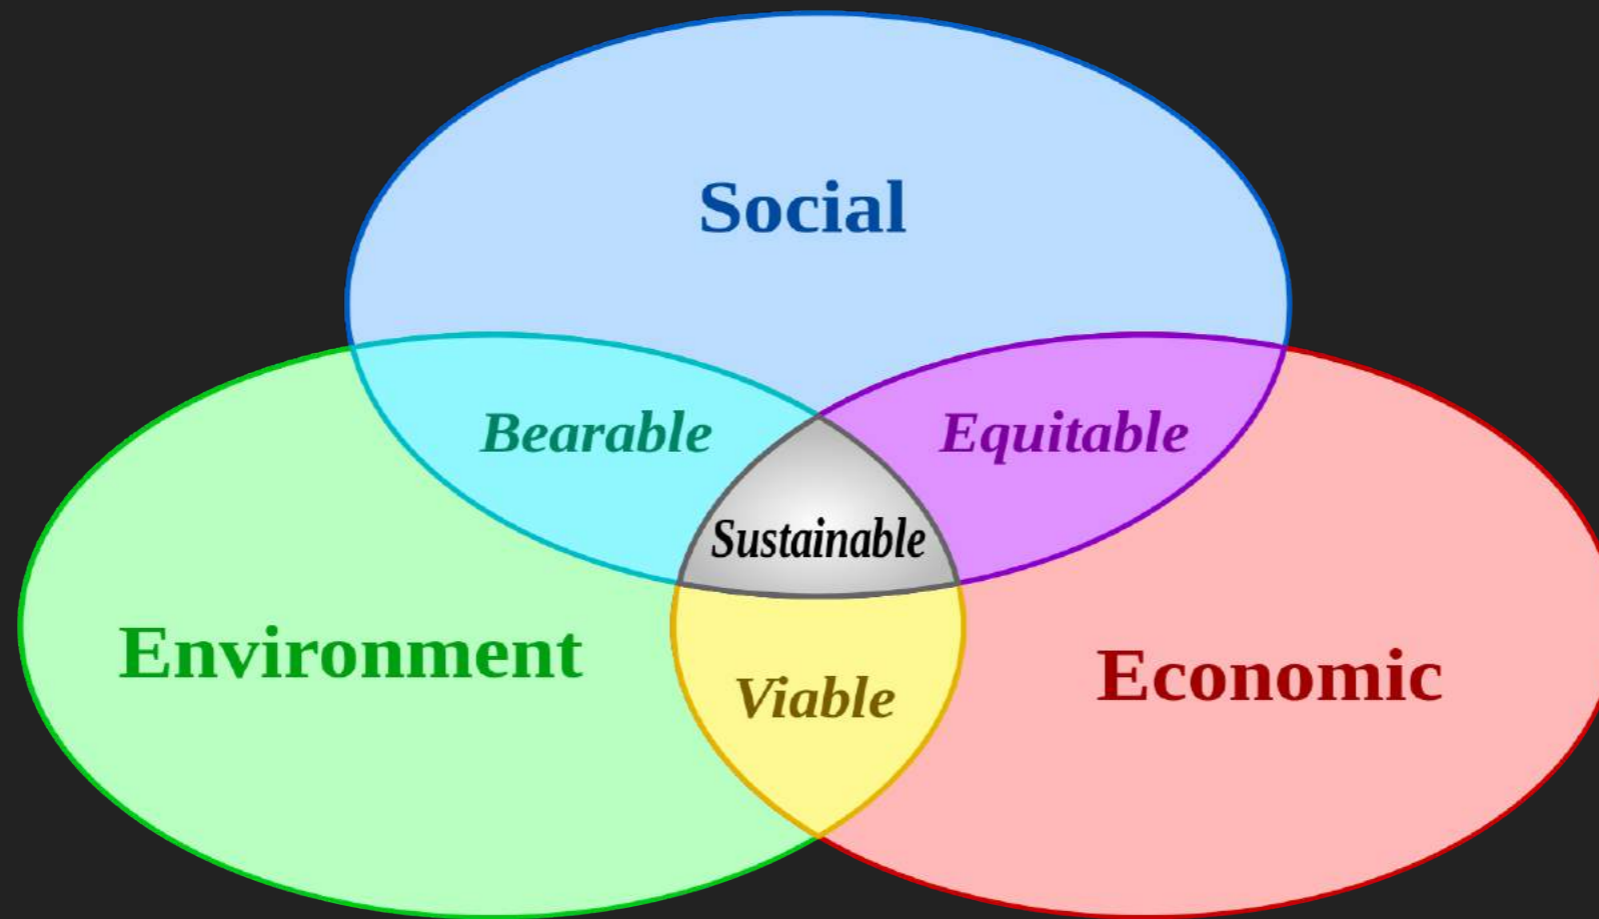 Social
Bearable
Equitable
Sustainable
Environment
Economic
Viable